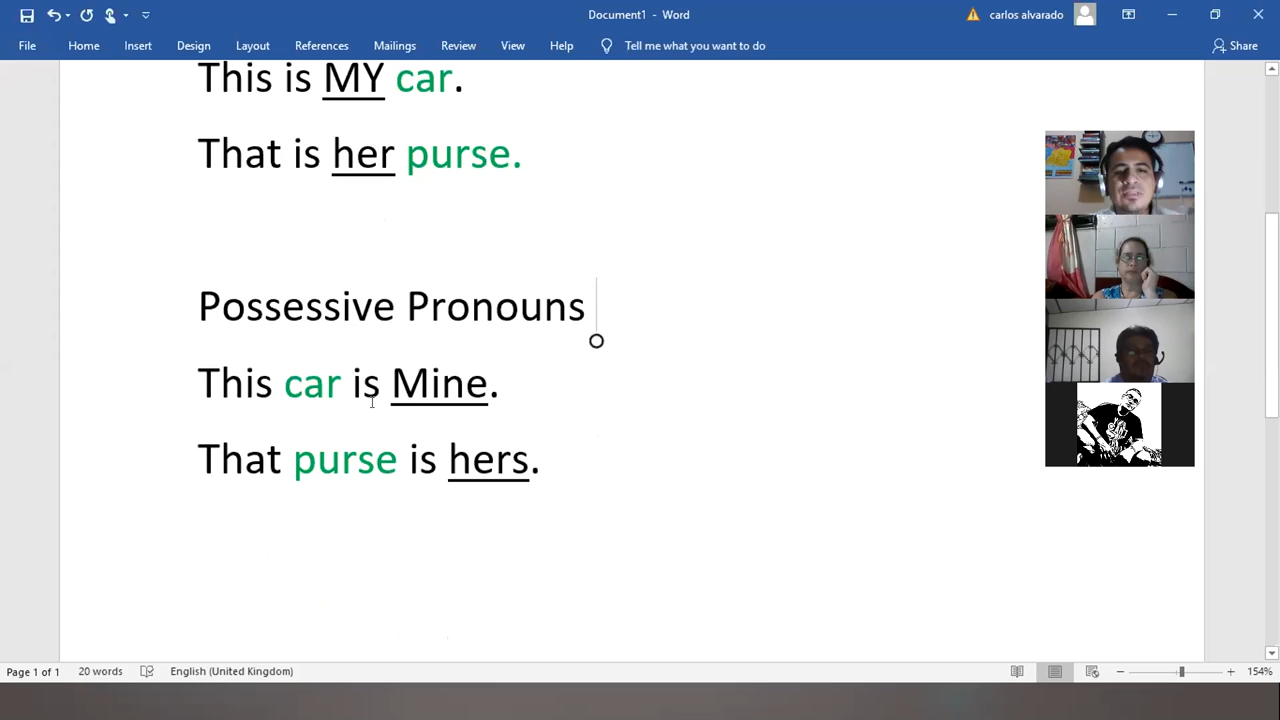 Document1 - Word
carlos alvarado
File Home Insert Design Layout References Mailings Review View Help Tell me what you want to do Share
This is MY car.
That is her purse.
Possessive Pronouns
This car is Mine.
That purse is hers.
Page 1 of 1 20 words English (United Kingdom) 154%